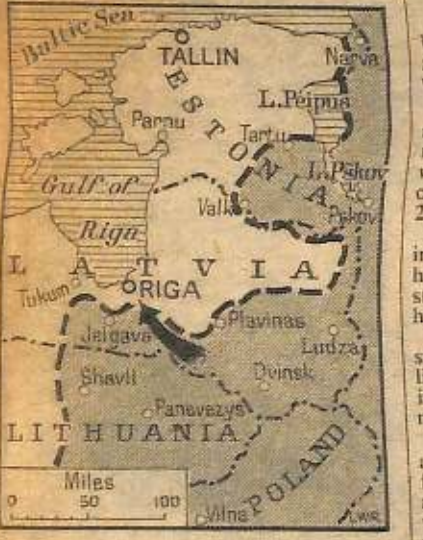 Baltic Sea
TALLIN
Narva
ESTONIA
L.Peipus
Parnu
Tartu
L.Pskov
Gulf of
Riga
Valk
Pskov
LATVIA
Tukum
RIGA
Jelgava
Plavinas
Ludza
Shavli
Dvinsk
Panevezys
LITHUANIA
POLAND
Miles
0 50 100
Vilna